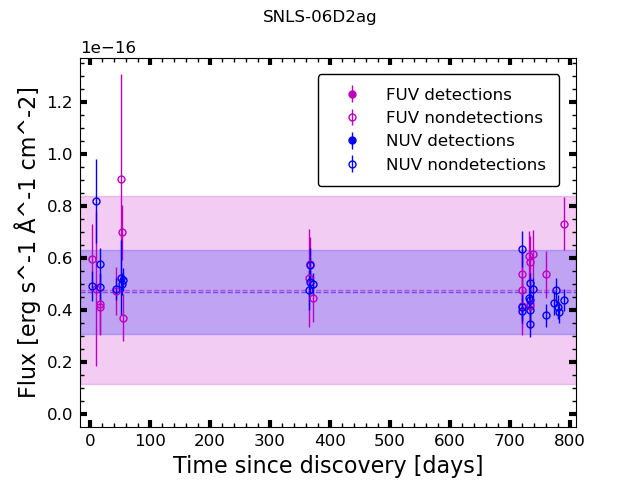 SNLS-06D2ag
1e−16
FUV detections
FUV nondetections
NUV detections
NUV nondetections
1.2
1.0
0.8
0.6
0.4
0.2
0.0
Flux [erg s^-1 Å^-1 cm^-2]
0 100 200 300 400 500 600 700 800
Time since discovery [days]